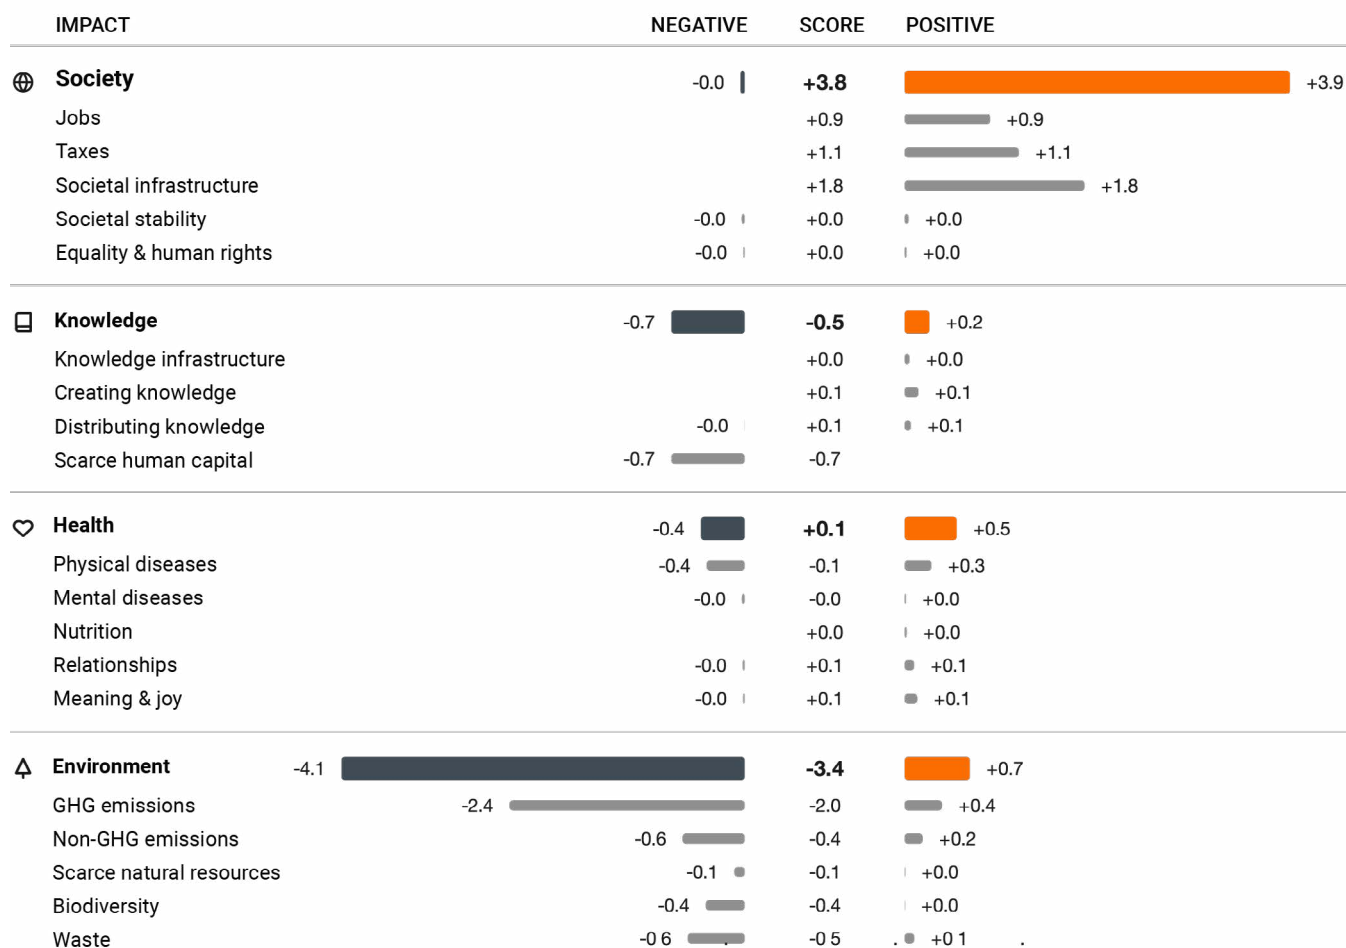 IMPACT NEGATIVE SCORE POSITIVE
Society -0.0 +3.8 +3.9
Jobs +0.9 +0.9
Taxes +1.1 +1.1
Societal infrastructure +1.8 +1.8
Societal stability -0.0 +0.0 +0.0
Equality & human rights -0.0 +0.0 +0.0
Knowledge -0.7 -0.5 +0.2
Knowledge infrastructure +0.0 +0.0
Creating knowledge +0.1 +0.1
Distributing knowledge -0.0 +0.1 +0.1
Scarce human capital -0.7 -0.7
Health -0.4 +0.1 +0.5
Physical diseases -0.4 -0.1 +0.3
Mental diseases -0.0 -0.0 +0.0
Nutrition +0.0 +0.0
Relationships -0.0 +0.1 +0.1
Meaning & joy -0.0 +0.1 +0.1
Environment -4.1 -3.4 +0.7
GHG emissions -2.4 -2.0 +0.4
Non-GHG emissions -0.6 -0.4 +0.2
Scarce natural resources -0.1 -0.1 +0.0
Biodiversity -0.4 -0.4 +0.0
Waste -0 6 -0 5 +0 1